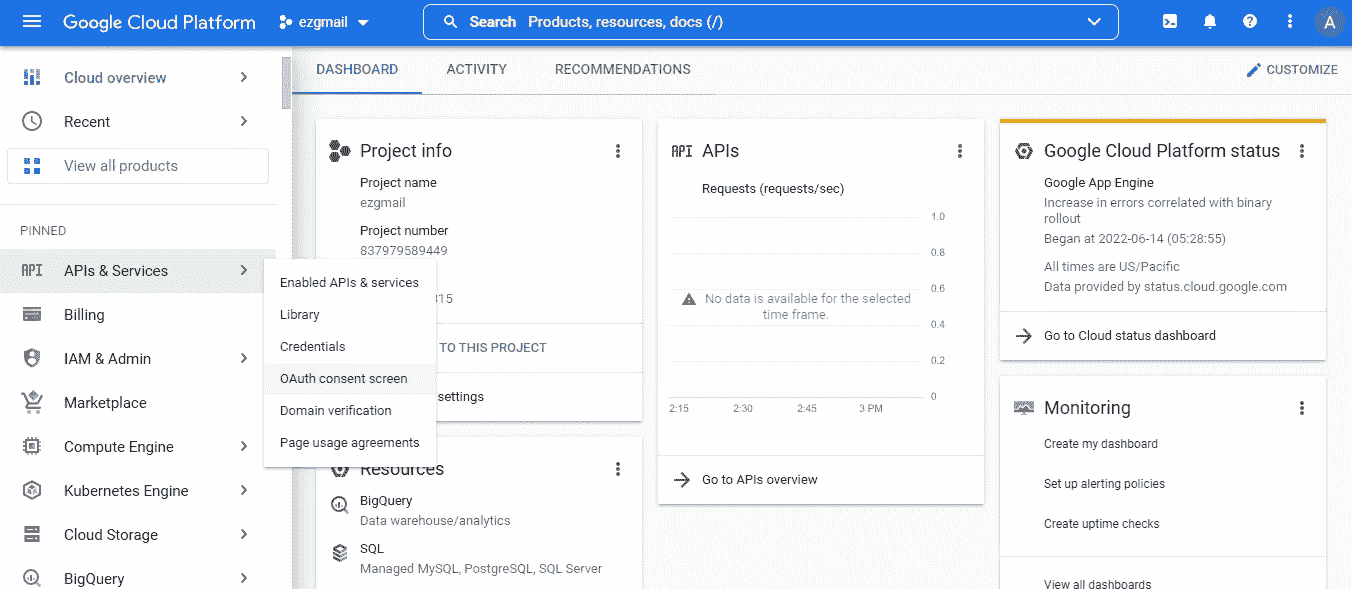 Google Cloud Platform
ezgmail
Search Products, resources, docs (/)
A
Cloud overview
Recent
View all products
PINNED
API APIs & Services
Billing
IAM & Admin
Marketplace
Compute Engine
Kubernetes Engine
Cloud Storage
BigQuery
Enabled APIs & services
Library
Credentials
OAuth consent screen
Domain verification
Page usage agreements
DASHBOARD
ACTIVITY
RECOMMENDATIONS
CUSTOMIZE
Project info
Project name
ezgmail
Project number
837979589449
315
TO THIS PROJECT
settings
Resources
BigQuery
Data warehouse/analytics
SQL
Managed MySQL, PostgreSQL, SQL Server
API APIs
Requests (requests/sec)
1.0
0.8
0.6
0.4
0.2
0
No data is available for the selected
time frame.
2:15
2:30
2:45
3 PM
Go to APIs overview
Google Cloud Platform status
Google App Engine
Increase in errors correlated with binary
rollout
Began at 2022-06-14 (05:28:55)
All times are US/Pacific
Data provided by status.cloud.google.com
Go to Cloud status dashboard
Monitoring
Create my dashboard
Set up alerting policies
Create uptime checks
View all dashboards